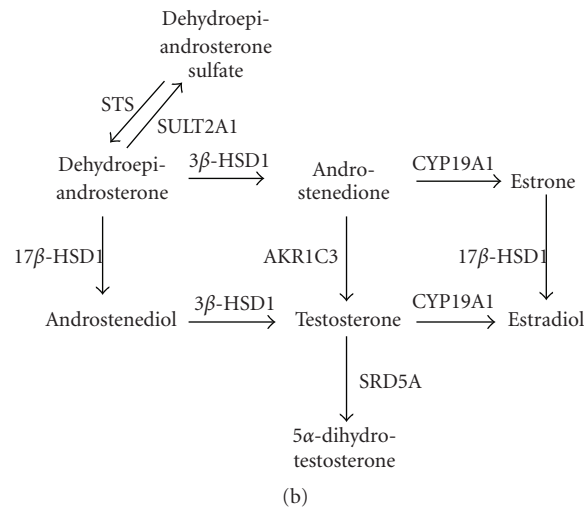 Dehydroepi-
androsterone
sulfate
STS
SULT2A1
Dehydroepi-
androsterone
3β-HSD1
Andro-
stenedione
CYP19A1
Estrone
17β-HSD1
AKR1C3
17β-HSD1
Androstenediol
3β-HSD1
Testosterone
CYP19A1
Estradiol
SRD5A
5α-dihydro-
testosterone
(b)